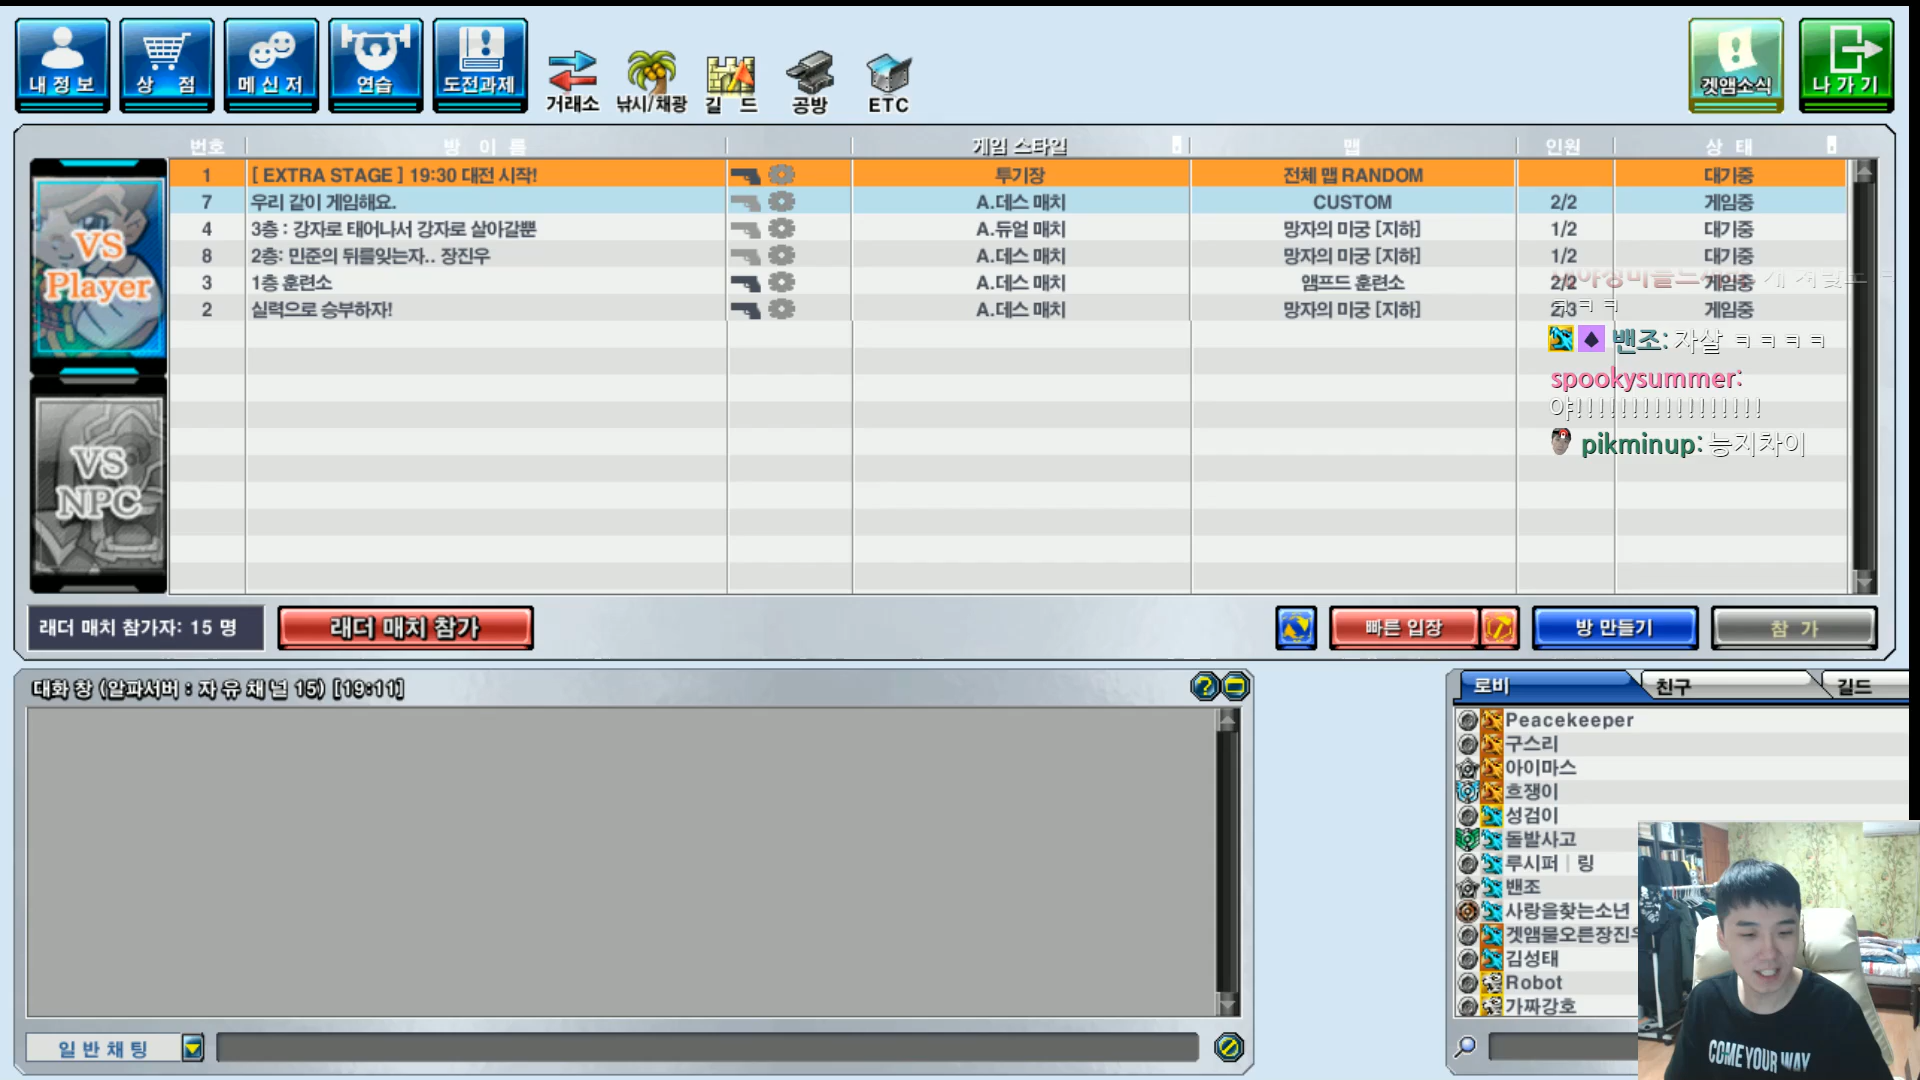 내 정 보
상 점
메 신 저
연습
도전과제
거래소
낚시/채광
길 드
공방
ETC
겟앰소식
나 가 기
번호 방 이 름 게임 스타일 맵 인원 상 태
VS Player
VS NPC
1 [ EXTRA STAGE ] 19:30 대전 시작! 투기장 전체 맵 RANDOM 대기중
7 우리 같이 게임해요. A.데스 매치 CUSTOM 2/2 게임중
4 3층 : 강자로 태어나서 강자로 살아갈뿐 A.듀얼 매치 망자의 미궁 [지하] 1/2 대기중
8 2층: 민준의 뒤를잊는자.. 장진우 A.데스 매치 망자의 미궁 [지하] 1/2 대기중
3 1층 훈련소 A.데스 매치 앰프드 훈련소 2/2 게임중
2 실력으로 승부하자! A.데스 매치 망자의 미궁 [지하] 2/3 게임중
ㅋㅋㅋ
밴조: 자살 ㅋㅋㅋㅋ
spookysummer:
야!!!!!!!!!!!!!!!!!
pikminup: 능지차이
래더 매치 참가자: 15 명
래더 매치 참가
빠른 입장
방 만들기
참 가
대화 창 (알파서버 : 자 유 채 널 15) [19:11]
로비
친구
길드
Peacekeeper
구스리
아이마스
흐쟁이
성검이
돌발사고
루시퍼│링
밴조
사랑을찾는소년
겟앰물오른장진우
김성태
Robot
가짜강호
일 반 채 팅
COME YOUR WAY